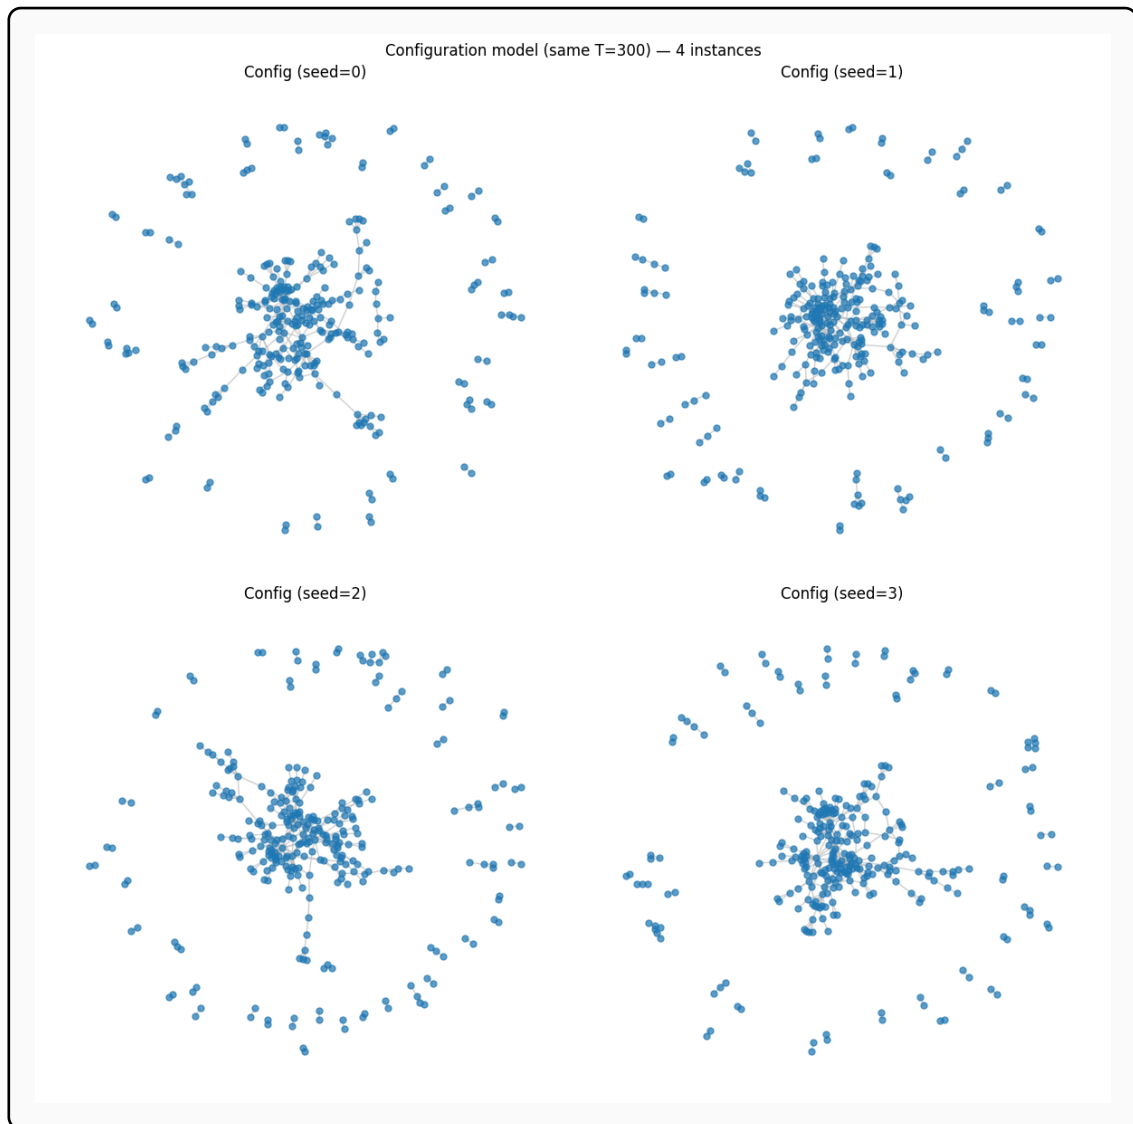 Configuration model (same T=300) — 4 instances
Config (seed=0)
Config (seed=1)
Config (seed=2)
Config (seed=3)